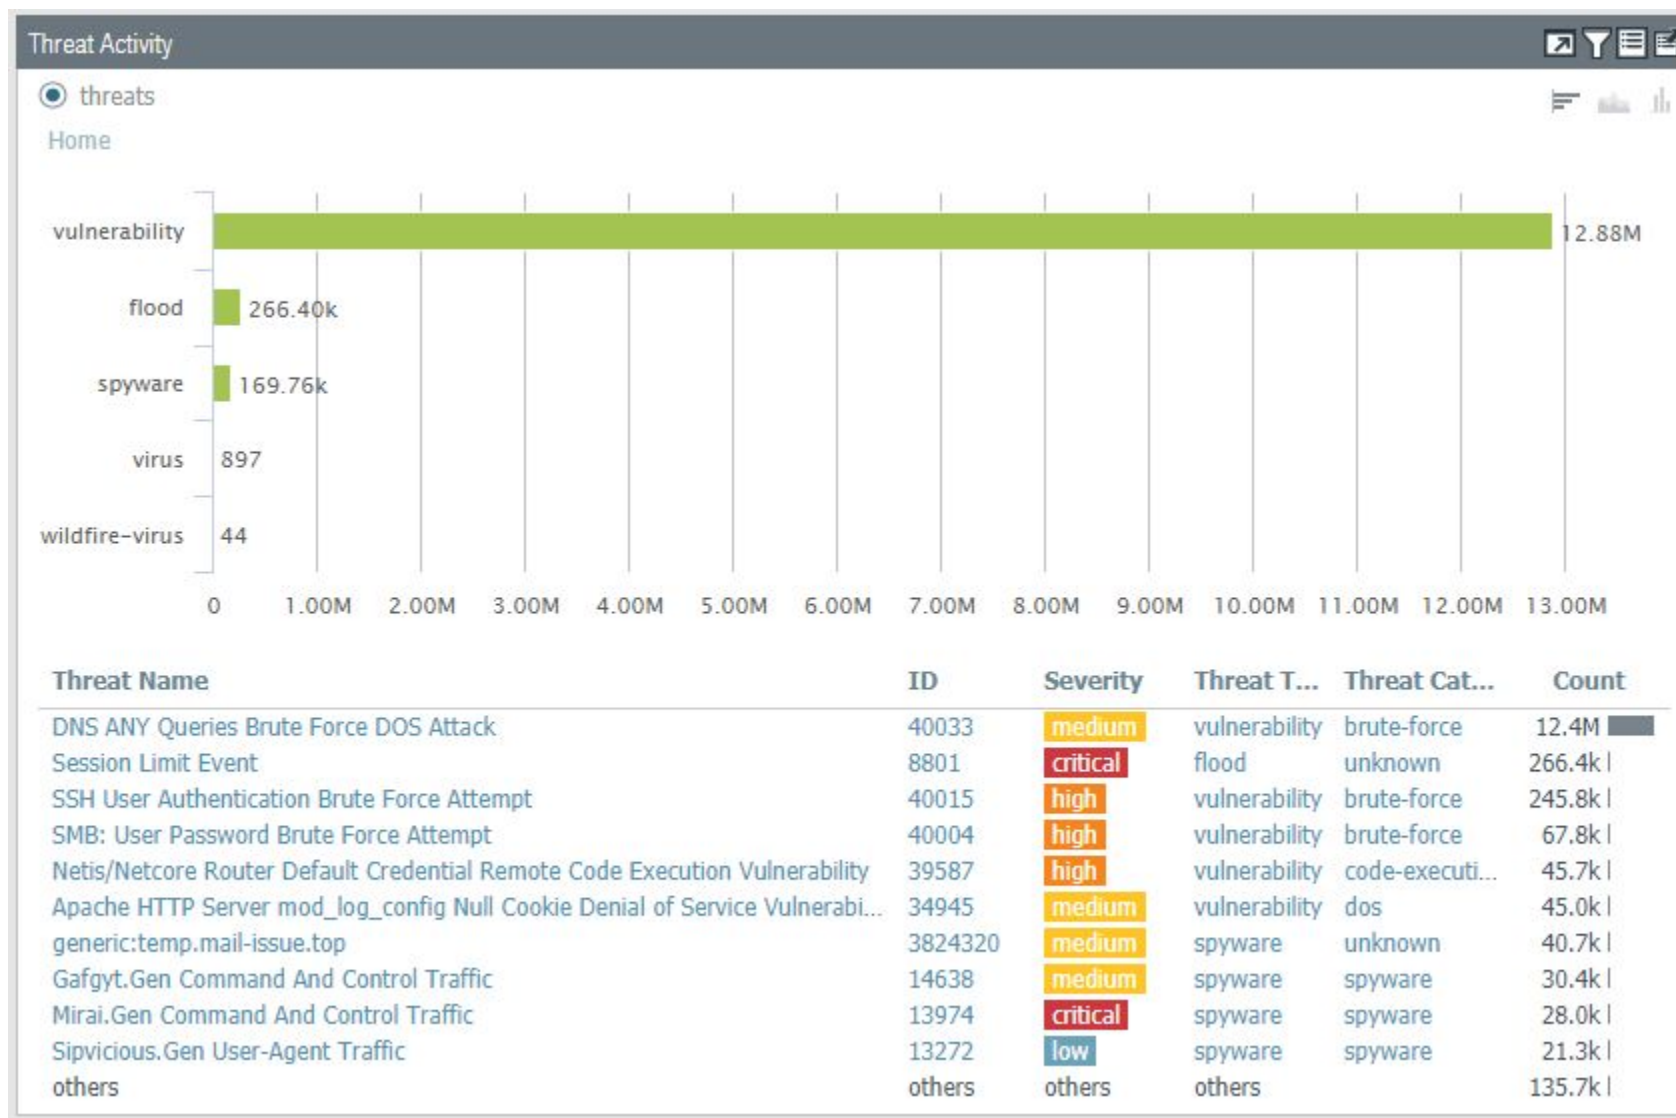 Threat Activity
threats
Home
vulnerability 12.88M
flood 266.40k
spyware 169.76k
virus 897
wildfire-virus 44
0 1.00M 2.00M 3.00M 4.00M 5.00M 6.00M 7.00M 8.00M 9.00M 10.00M 11.00M 12.00M 13.00M
Threat Name ID Severity Threat T... Threat Cat... Count
DNS ANY Queries Brute Force DOS Attack 40033 medium vulnerability brute-force 12.4M
Session Limit Event 8801 critical flood unknown 266.4k
SSH User Authentication Brute Force Attempt 40015 high vulnerability brute-force 245.8k
SMB: User Password Brute Force Attempt 40004 high vulnerability brute-force 67.8k
Netis/Netcore Router Default Credential Remote Code Execution Vulnerability 39587 high vulnerability code-executi... 45.7k
Apache HTTP Server mod_log_config Null Cookie Denial of Service Vulnerabi... 34945 medium vulnerability dos 45.0k
generic:temp.mail-issue.top 3824320 medium spyware unknown 40.7k
Gafgyt.Gen Command And Control Traffic 14638 medium spyware spyware 30.4k
Mirai.Gen Command And Control Traffic 13974 critical spyware spyware 28.0k
Sipvicious.Gen User-Agent Traffic 13272 low spyware spyware 21.3k
others others others others 135.7k